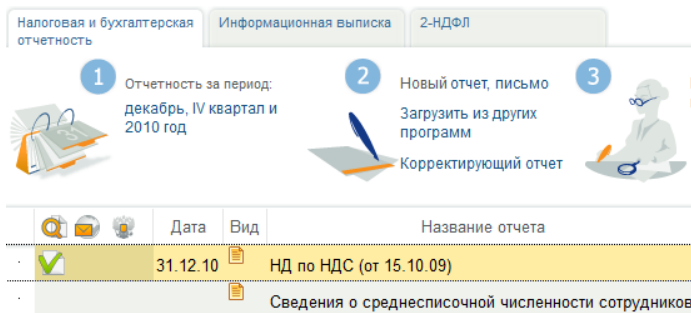 Налоговая и бухгалтерская
отчетность
Информационная выписка
2-НДФЛ
1
Отчетность за период:
декабрь, IV квартал и
2010 год
2
Новый отчет, письмо
Загрузить из других
программ
Корректирующий отчет
3
31
Дата Вид Название отчета
31.12.10 НД по НДС (от 15.10.09)
Сведения о среднесписочной численности сотрудников